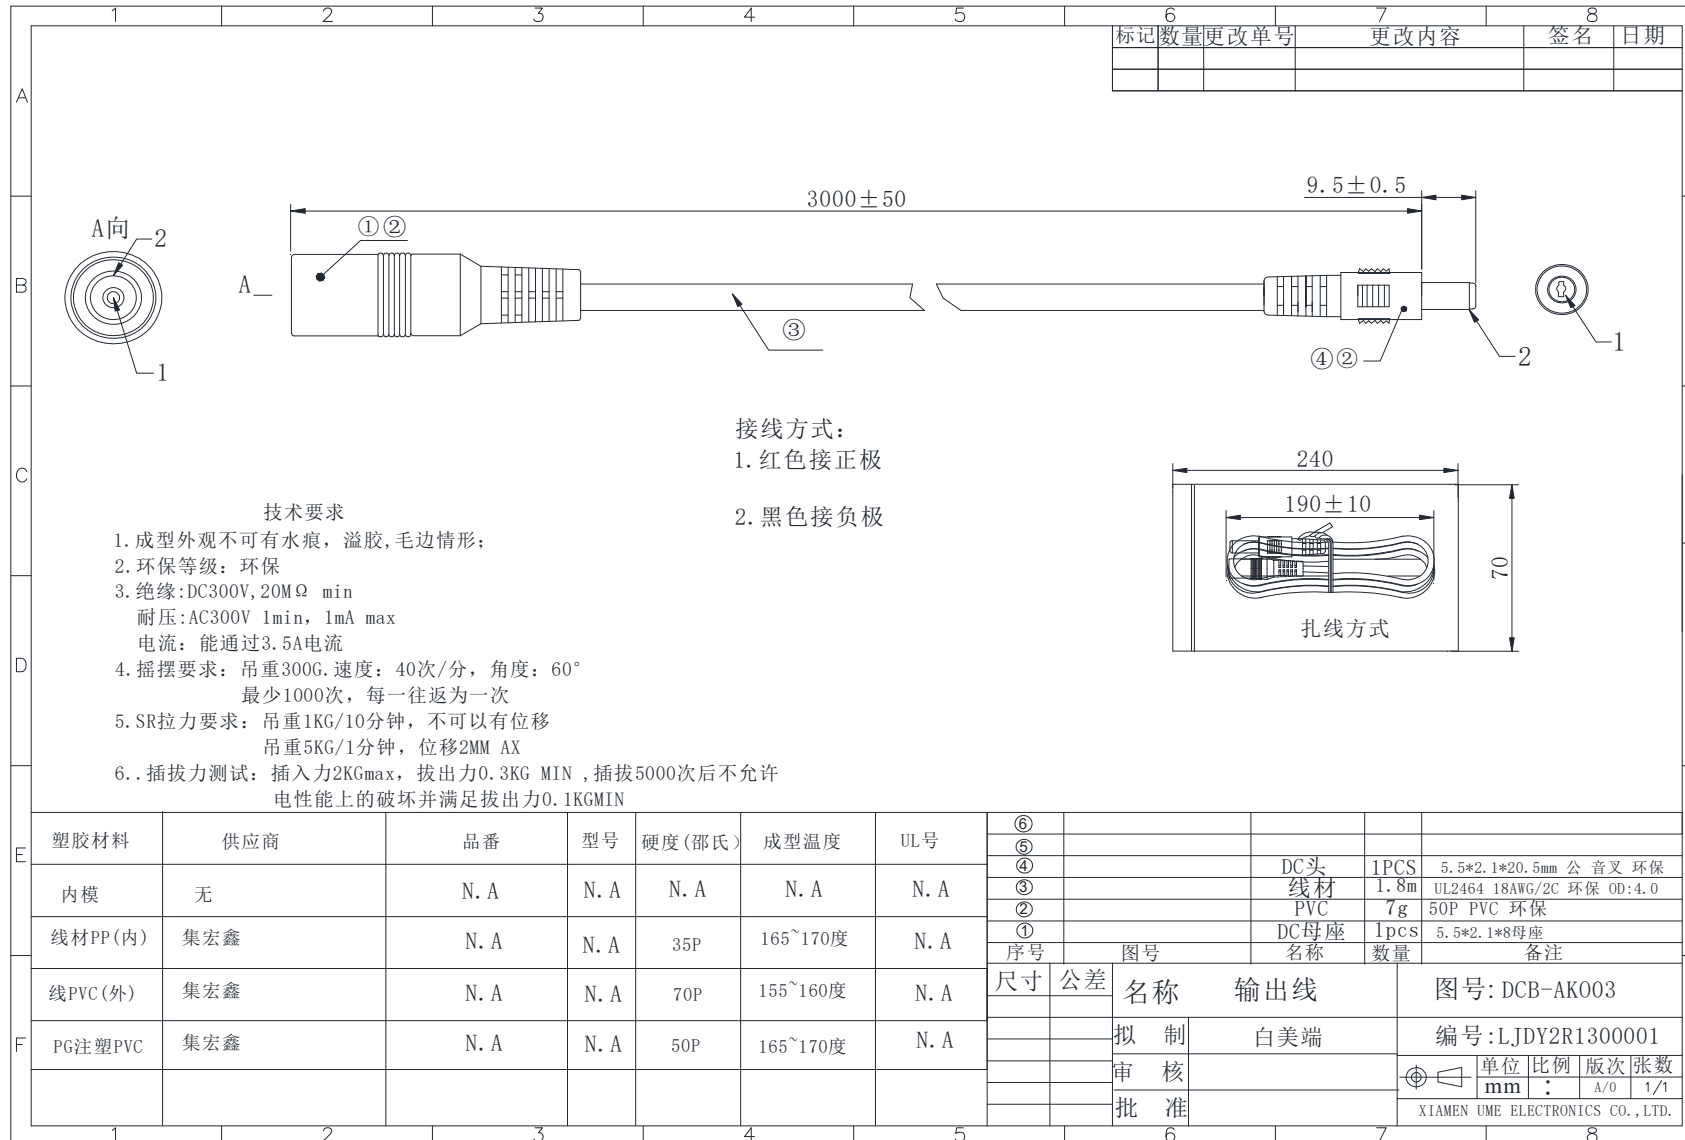 1 2 3 4 5 6 7 8
标记 数量 更改单号 更改内容 签名 日期
A
B
C
D
E
F
3000±50
9.5±0.5
A向
2
1
A
①②
③
④②
2
1
接线方式：
1.红色接正极
2.黑色接负极
240
190±10
70
扎线方式
技术要求
1.成型外观不可有水痕，溢胶,毛边情形；
2.环保等级：环保
3.绝缘:DC300V,20MΩ min
耐压:AC300V 1min，1mA max
电流：能通过3.5A电流
4.摇摆要求：吊重300G.速度：40次/分，角度：60°
最少1000次，每一往返为一次
5.SR拉力要求：吊重1KG/10分钟，不可以有位移
吊重5KG/1分钟，位移2MM AX
6..插拔力测试：插入力2KGmax，拔出力0.3KG MIN ,插拔5000次后不允许
电性能上的破坏并满足拔出力0.1KGMIN
塑胶材料 供应商 品番 型号 硬度(邵氏) 成型温度 UL号
内模 无 N.A N.A N.A N.A N.A
线材PP(内) 集宏鑫 N.A N.A 35P 165~170度 N.A
线PVC(外) 集宏鑫 N.A N.A 70P 155~160度 N.A
PG注塑PVC 集宏鑫 N.A N.A 50P 165~170度 N.A
⑥
⑤
④ DC头 1PCS 5.5*2.1*20.5mm 公 音叉 环保
③ 线材 1.8m UL2464 18AWG/2C 环保 OD:4.0
② PVC 7g 50P PVC 环保
① DC母座 1pcs 5.5*2.1*8母座
序号 图号 名称 数量 备注
尺寸 公差 名称 输出线 图号:DCB-AK003
拟 制 白美端 编号:LJDY2R1300001
审 核
批 准
单位 比例 版次 张数
mm : A/0 1/1
XIAMEN UME ELECTRONICS CO.,LTD.
1 2 3 4 5 6 7 8